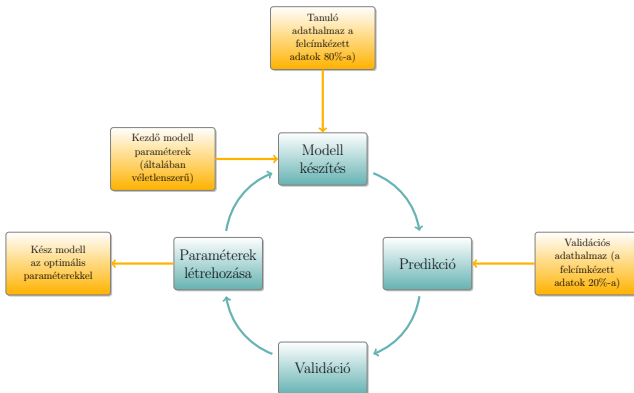 Tanuló
adathalmaz a
felcímkézett
adatok 80%-a)
Kezdő modell
paraméterek
(általában
véletlenszerű)
Modell
készítés
Kész modell
az optimális
paraméterekkel
Paraméterek
létrehozása
Predikció
Validációs
adathalmaz (a
felcímkézett
adatok 20%-a)
Validáció